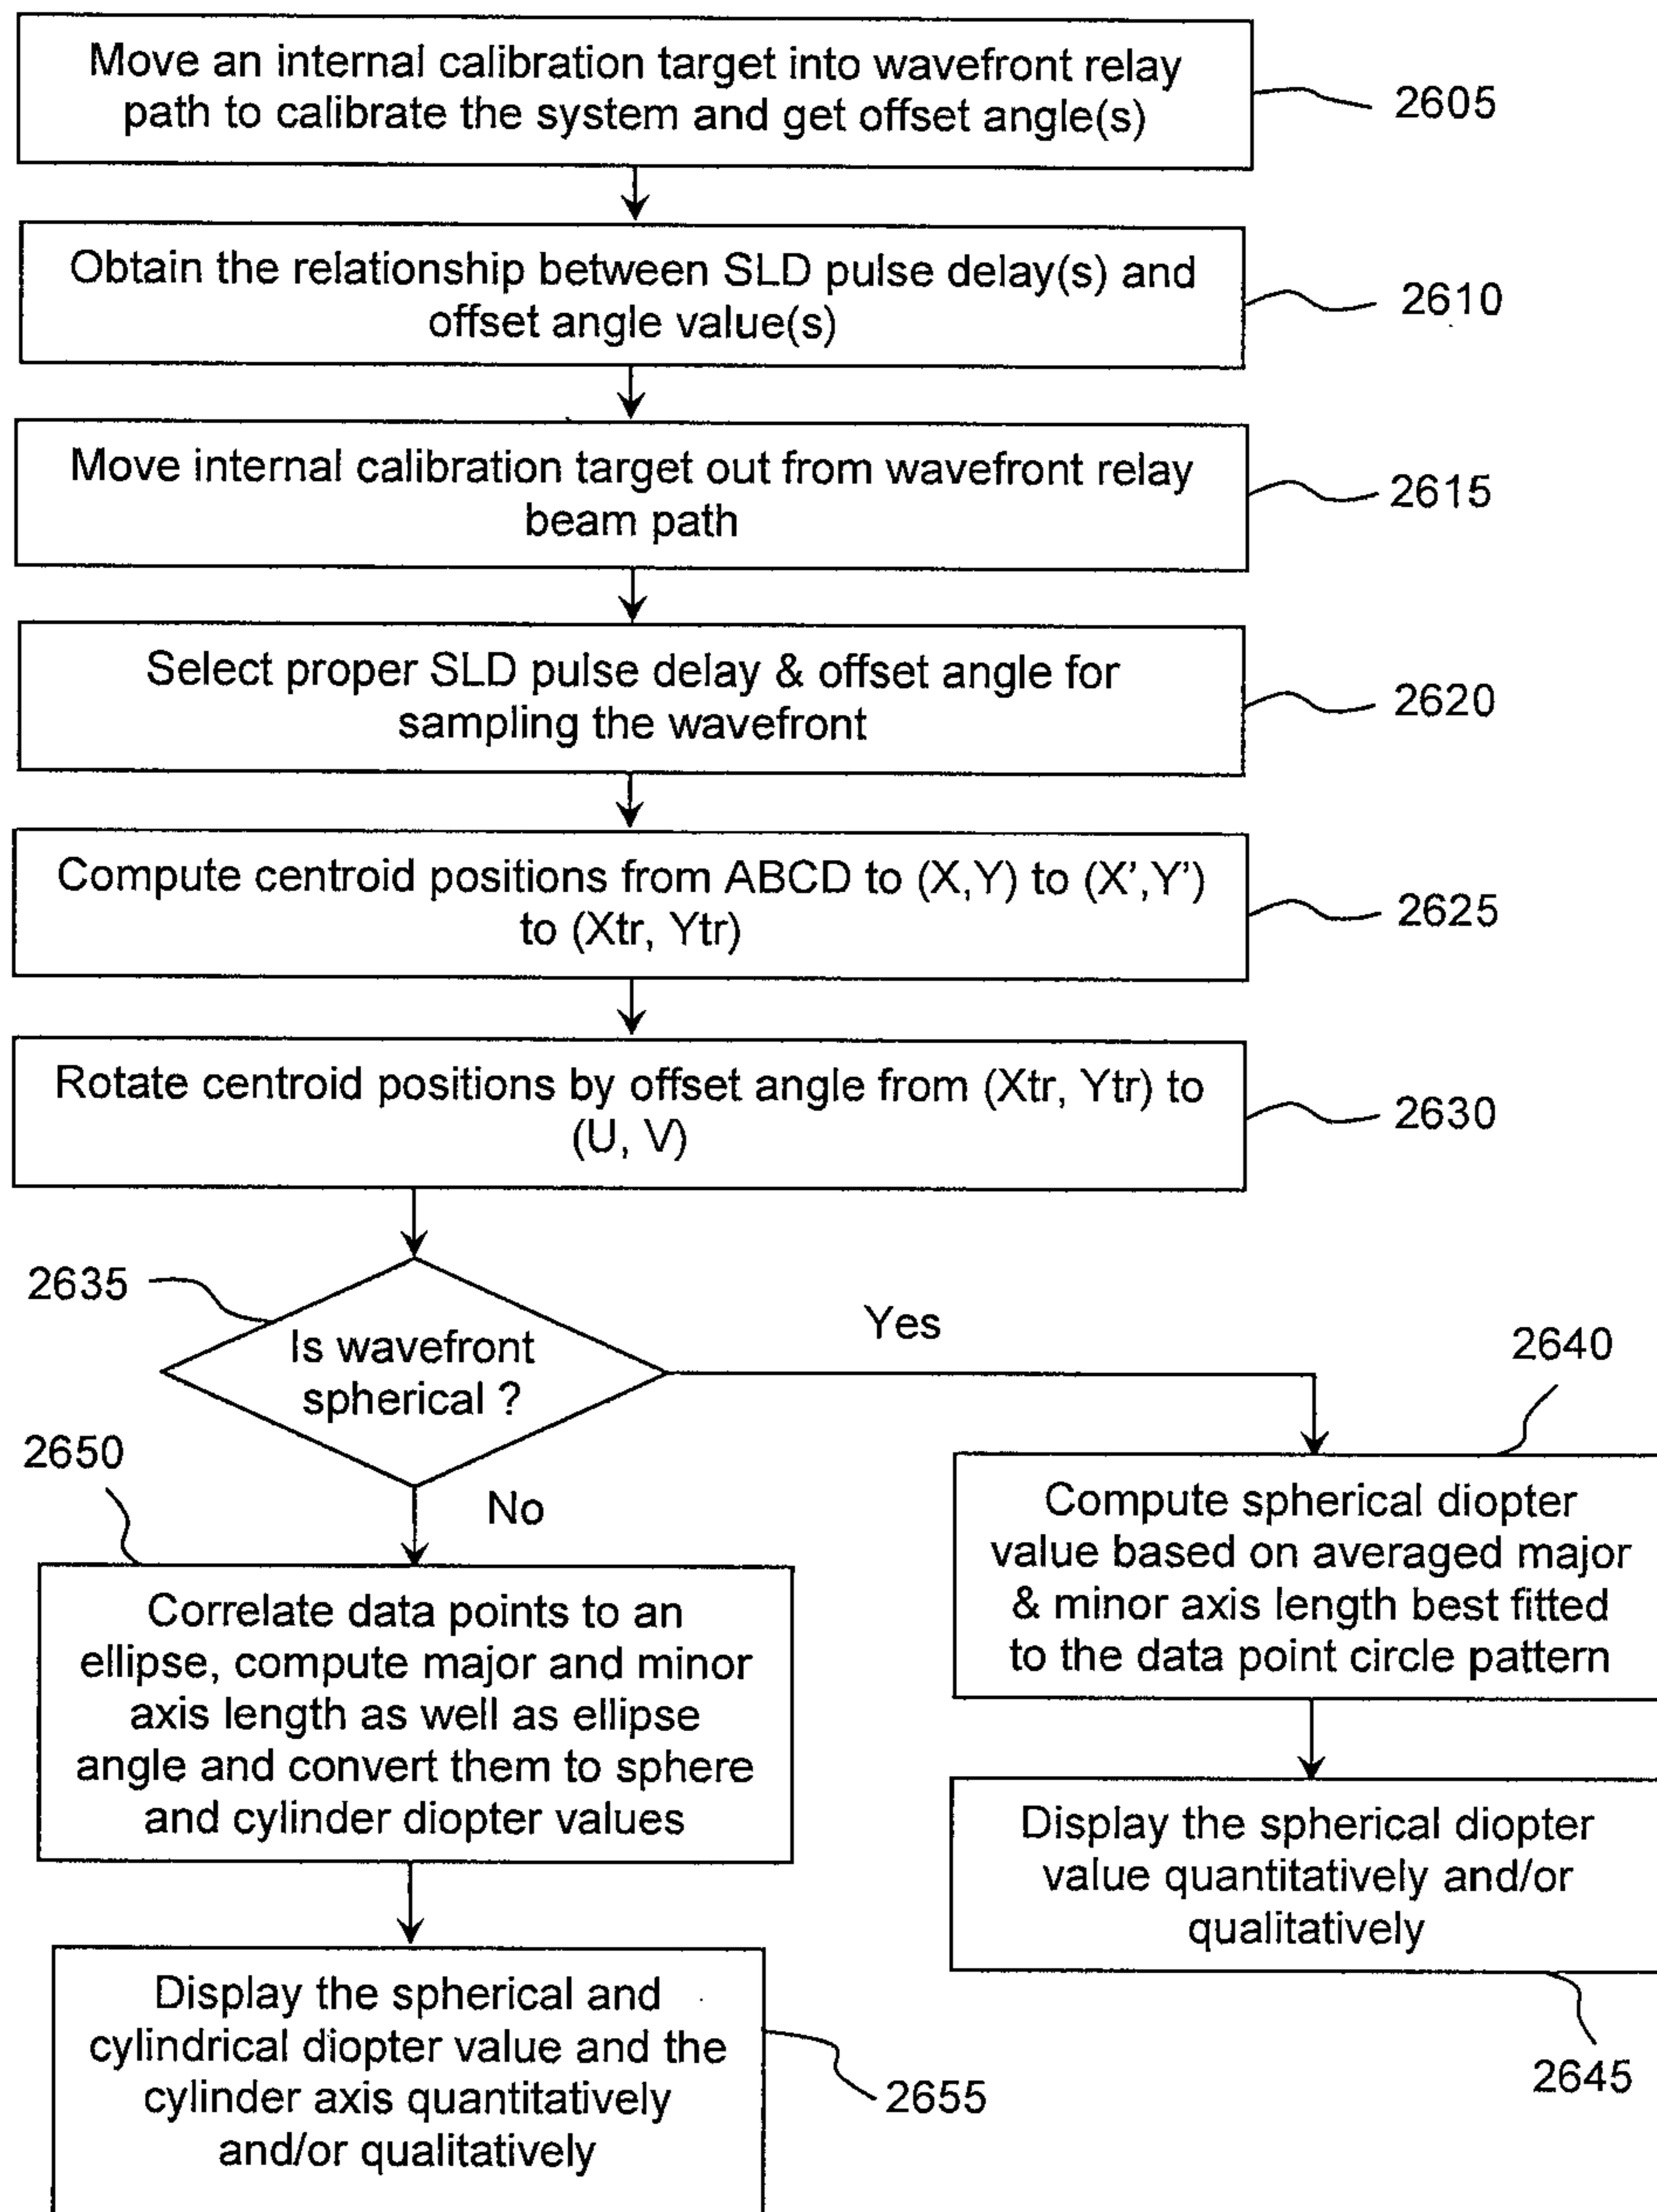 Move an internal calibration target into wavefront relay
path to calibrate the system and get offset angle(s)
2605
Obtain the relationship between SLD pulse delay(s) and
offset angle value(s)
2610
Move internal calibration target out from wavefront relay
beam path
2615
Select proper SLD pulse delay & offset angle for
sampling the wavefront
2620
Compute centroid positions from ABCD to (X,Y) to (X',Y')
to (Xtr, Ytr)
2625
Rotate centroid positions by offset angle from (Xtr, Ytr) to
(U, V)
2630
2635
Is wavefront
spherical ?
Yes
No
2640
Compute spherical diopter
value based on averaged major
& minor axis length best fitted
to the data point circle pattern
2650
Correlate data points to an
ellipse, compute major and minor
axis length as well as ellipse
angle and convert them to sphere
and cylinder diopter values
Display the spherical diopter
value quantitatively and/or
qualitatively
2645
Display the spherical and
cylindrical diopter value and the
cylinder axis quantitatively
and/or qualitatively
2655